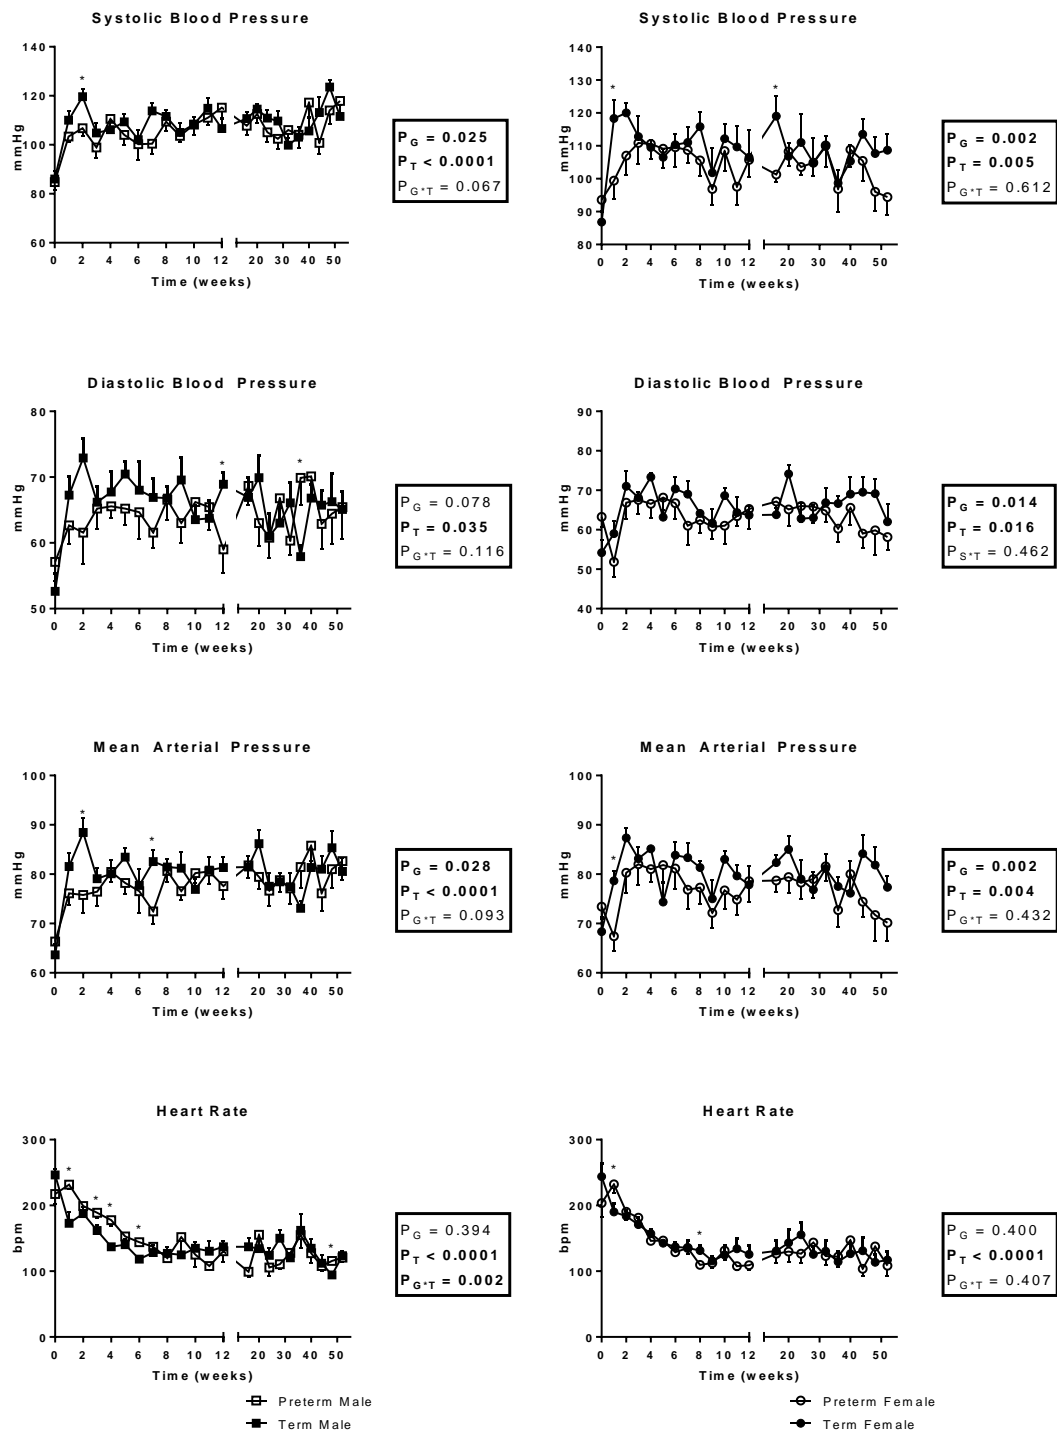 Systolic Blood Pressure
mmHg
140
120
100
80
60
*
0 2 4 6 8 10 12 20 30 40 50
Time (weeks)
P_G = 0.025
P_T < 0.0001
P_G*T = 0.067
Systolic Blood Pressure
mmHg
140
130
120
110
100
90
80
* *
0 2 4 6 8 10 12 20 30 40 50
Time (weeks)
P_G = 0.002
P_T = 0.005
P_G*T = 0.612
Diastolic Blood Pressure
mmHg
80
70
60
50
* *
0 2 4 6 8 10 12 20 30 40 50
Time (weeks)
P_G = 0.078
P_T = 0.035
P_G*T = 0.116
Diastolic Blood Pressure
mmHg
90
80
70
60
50
40
0 2 4 6 8 10 12 20 30 40 50
Time (weeks)
P_G = 0.014
P_T = 0.016
P_S*T = 0.462
Mean Arterial Pressure
mmHg
100
90
80
70
60
* *
0 2 4 6 8 10 12 20 30 40 50
Time (weeks)
P_G = 0.028
P_T < 0.0001
P_G*T = 0.093
Mean Arterial Pressure
mmHg
100
90
80
70
60
*
0 2 4 6 8 10 12 20 30 40 50
Time (weeks)
P_G = 0.002
P_T = 0.004
P_G*T = 0.432
Heart Rate
bpm
300
200
100
0
* * * * *
0 2 4 6 8 10 12 20 30 40 50
Time (weeks)
P_G = 0.394
P_T < 0.0001
P_G*T = 0.002
Preterm Male
Term Male
Heart Rate
bpm
300
200
100
0
* *
0 2 4 6 8 10 12 20 30 40 50
Time (weeks)
P_G = 0.400
P_T < 0.0001
P_G*T = 0.407
Preterm Female
Term Female